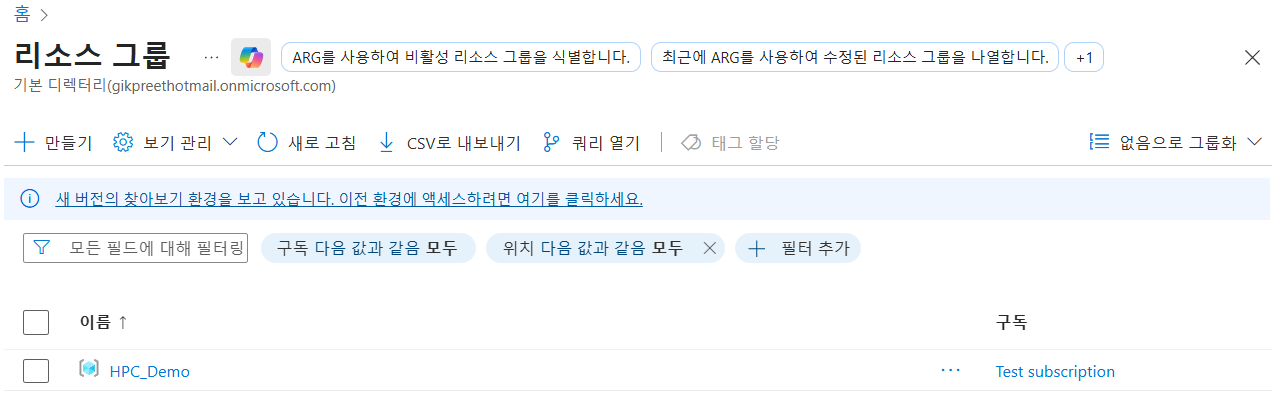 홈
리소스 그룹 ... ARG를 사용하여 비활성 리소스 그룹을 식별합니다. 최근에 ARG를 사용하여 수정된 리소스 그룹을 나열합니다. +1
기본 디렉터리(gikpreethotmail.onmicrosoft.com)
만들기 보기 관리 새로 고침 CSV로 내보내기 쿼리 열기 태그 할당 없음으로 그룹화
새 버전의 찾아보기 환경을 보고 있습니다. 이전 환경에 액세스하려면 여기를 클릭하세요.
모든 필드에 대해 필터링 구독 다음 값과 같음 모두 위치 다음 값과 같음 모두 필터 추가
이름 ↑ 구독
HPC_Demo ... Test subscription